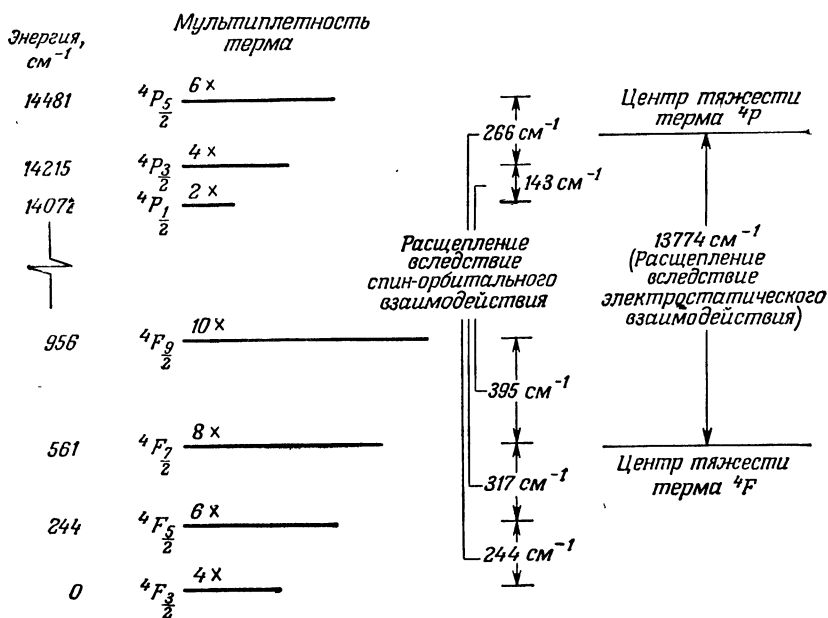 Энергия,
см⁻¹
Мультиплетность
терма
14481 ⁴P5/2 6×
14215 ⁴P3/2 4×
14072 ⁴P1/2 2×
956 ⁴F9/2 10×
561 ⁴F7/2 8×
244 ⁴F5/2 6×
0 ⁴F3/2 4×
266 см⁻¹
143 см⁻¹
Расщепление
вследствие
спин-орбитального
взаимодействия
395 см⁻¹
317 см⁻¹
244 см⁻¹
Центр тяжести
терма ⁴P
13774 см⁻¹
(Расщепление
вследствие
электростатического
взаимодействия)
Центр тяжести
терма ⁴F